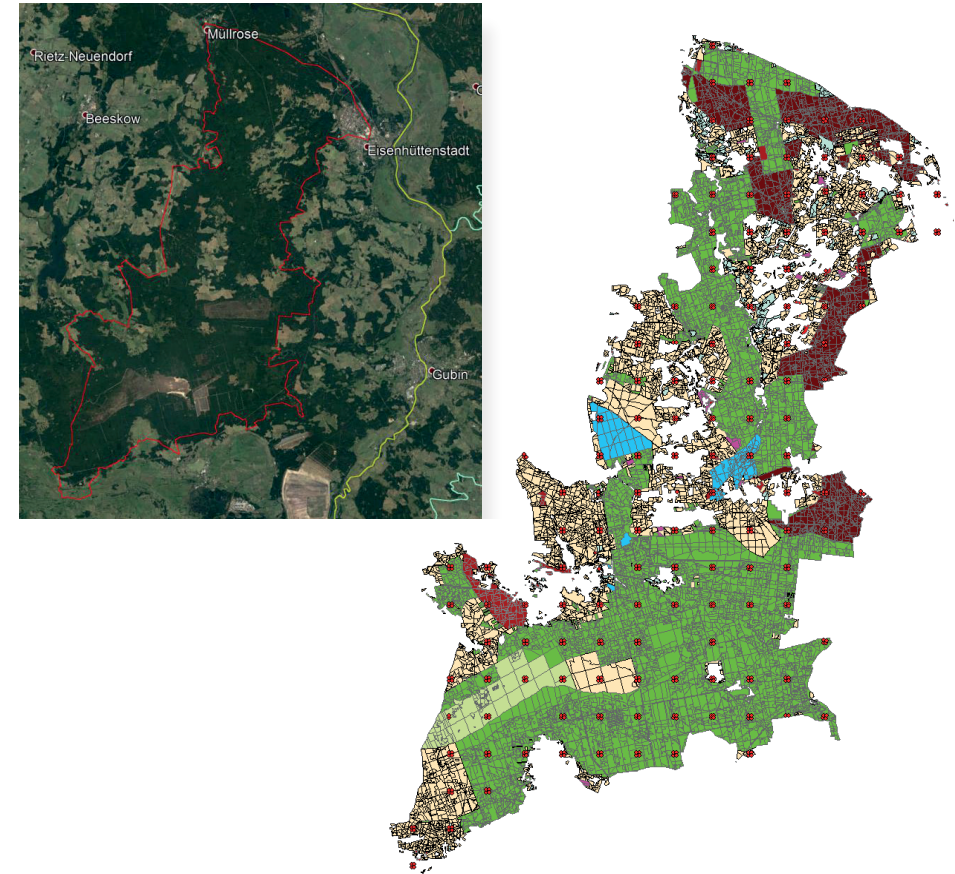 Müllrose
Rietz-Neuendorf
Beeskow
Eisenhüttenstadt
Gubin